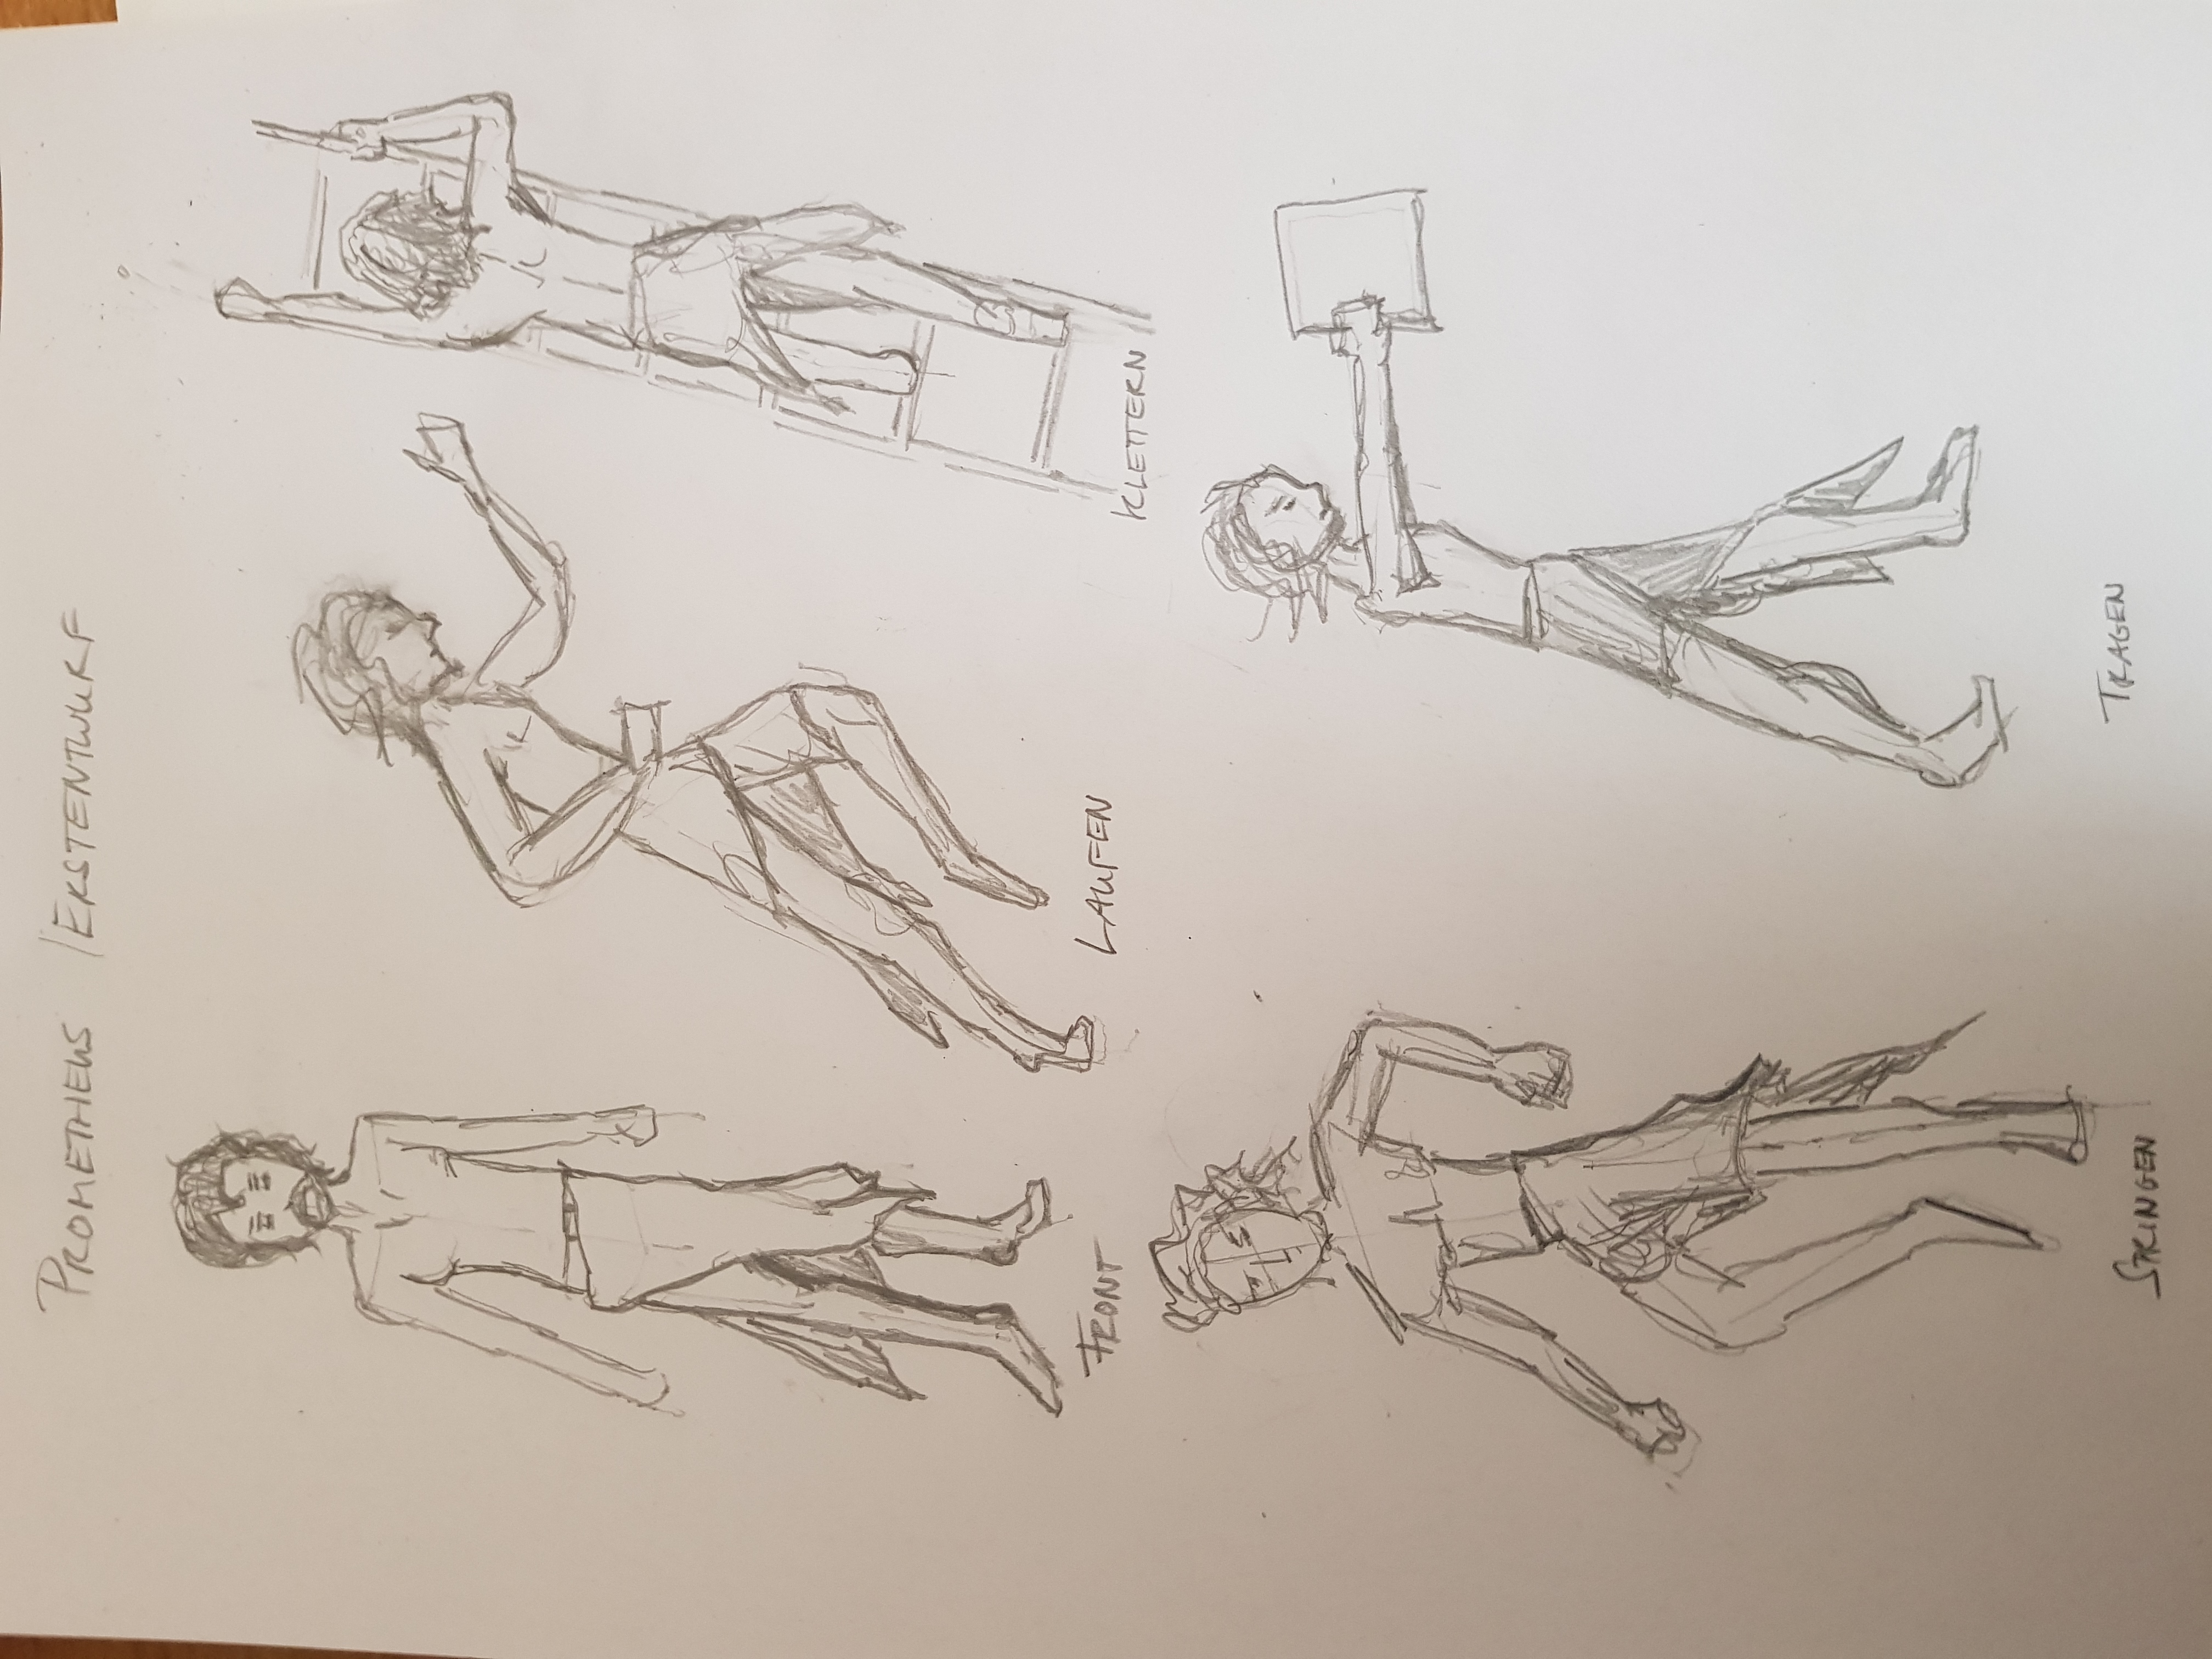 PROMETHEUS / ERSTENTWURF
FRONT
LAUFEN
KLETTERN
SPRINGEN
TRAGEN